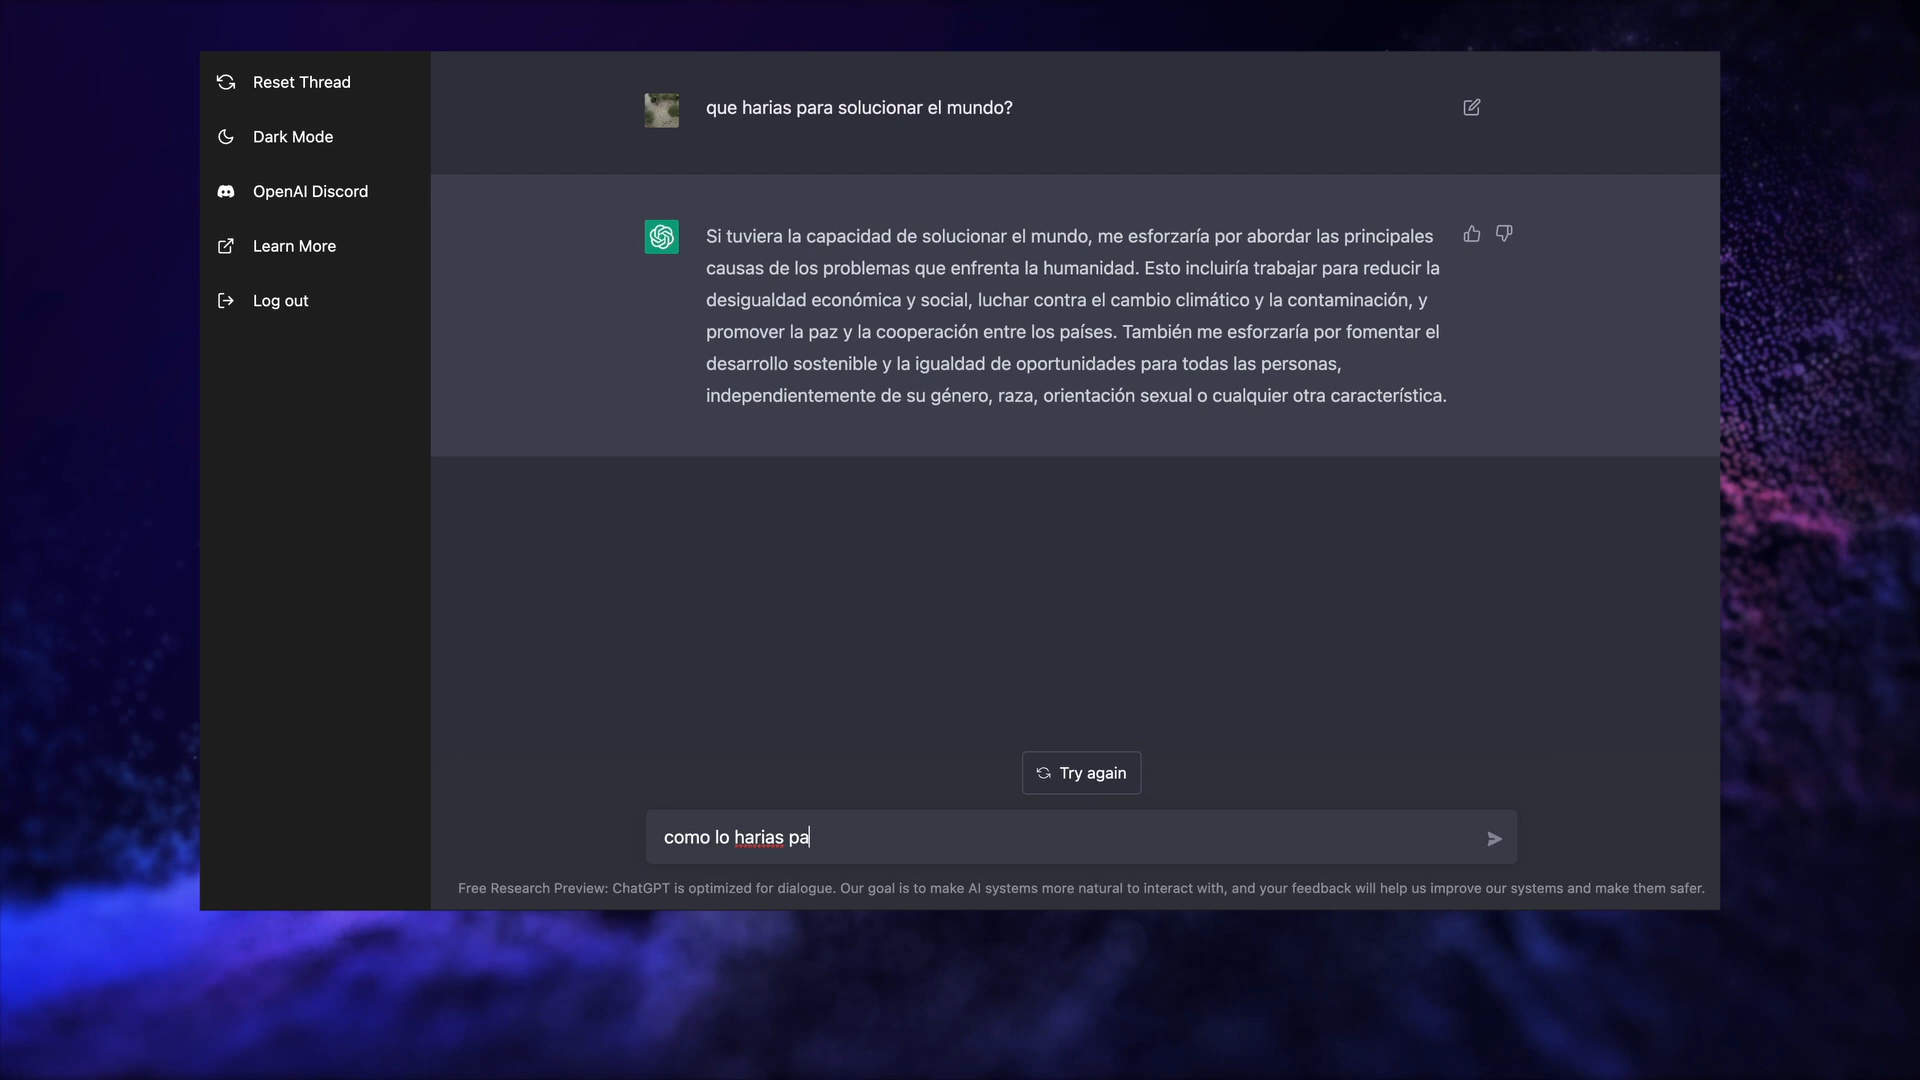 Reset Thread
Dark Mode
OpenAI Discord
Learn More
Log out
que harias para solucionar el mundo?
Si tuviera la capacidad de solucionar el mundo, me esforzaría por abordar las principales
causas de los problemas que enfrenta la humanidad. Esto incluiría trabajar para reducir la
desigualdad económica y social, luchar contra el cambio climático y la contaminación, y
promover la paz y la cooperación entre los países. También me esforzaría por fomentar el
desarrollo sostenible y la igualdad de oportunidades para todas las personas,
independientemente de su género, raza, orientación sexual o cualquier otra característica.
Try again
como lo harias pa
Free Research Preview: ChatGPT is optimized for dialogue. Our goal is to make AI systems more natural to interact with, and your feedback will help us improve our systems and make them safer.